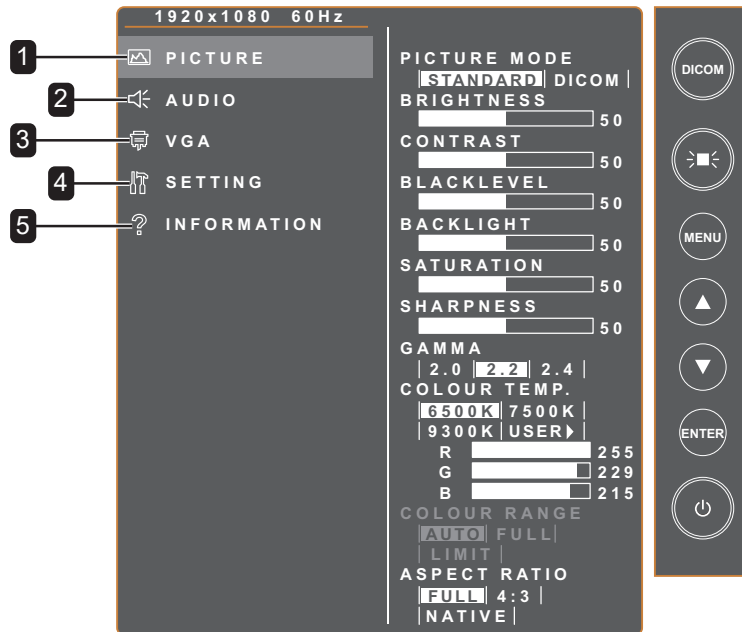 1920x1080 60Hz
1 PICTURE
2 AUDIO
3 VGA
4 SETTING
5 INFORMATION
PICTURE MODE
STANDARD DICOM
BRIGHTNESS
50
CONTRAST
50
BLACKLEVEL
50
BACKLIGHT
50
SATURATION
50
SHARPNESS
50
GAMMA
2.0 2.2 2.4
COLOUR TEMP.
6500K 7500K
9300K USER
R 255
G 229
B 215
COLOUR RANGE
AUTO FULL
LIMIT
ASPECT RATIO
FULL 4:3
NATIVE
DICOM
MENU
ENTER